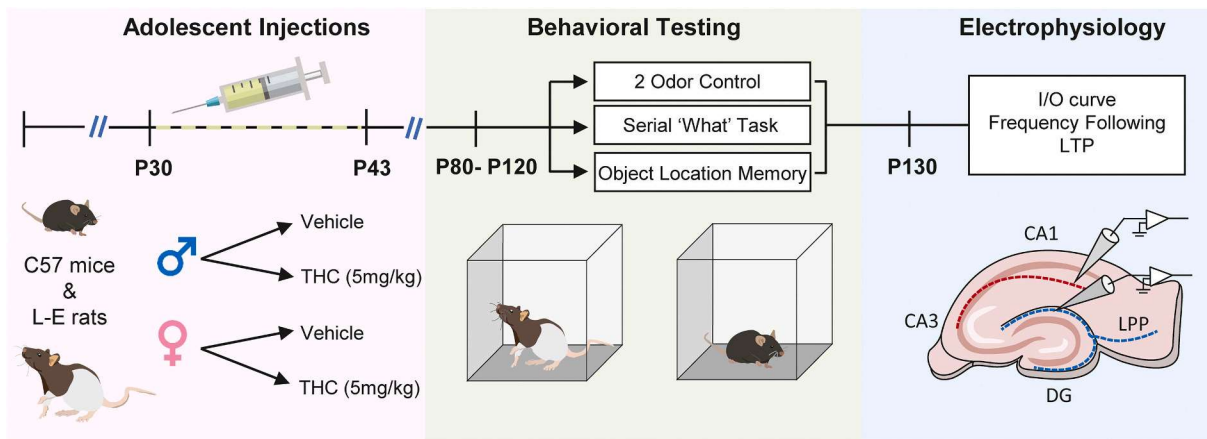 Adolescent Injections
P30
P43
C57 mice
&
L-E rats
Vehicle
THC (5mg/kg)
Vehicle
THC (5mg/kg)
Behavioral Testing
P80- P120
2 Odor Control
Serial ‘What’ Task
Object Location Memory
Electrophysiology
P130
I/O curve
Frequency Following
LTP
CA1
CA3
LPP
DG